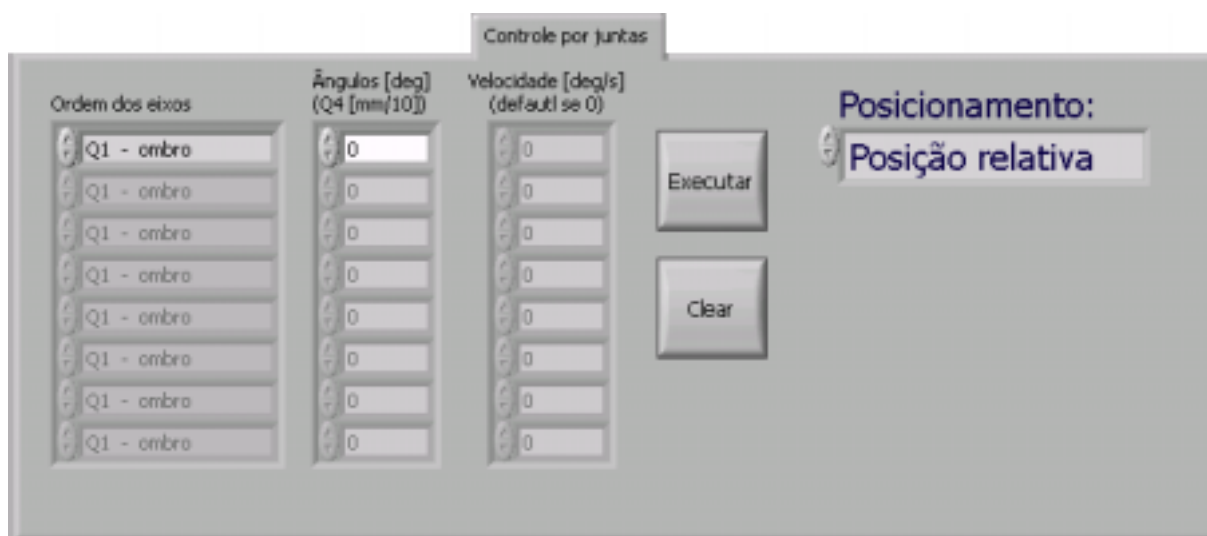 Controle por juntas
Ordem dos eixos
Ângulos [deg]
(Q4 [mm/10])
Velocidade [deg/s]
(defautl se 0)
Posicionamento:
Posição relativa
Q1 - ombro 0 0
Q1 - ombro 0 0
Q1 - ombro 0 0
Q1 - ombro 0 0
Q1 - ombro 0 0
Q1 - ombro 0 0
Q1 - ombro 0 0
Q1 - ombro 0 0
Executar
Clear